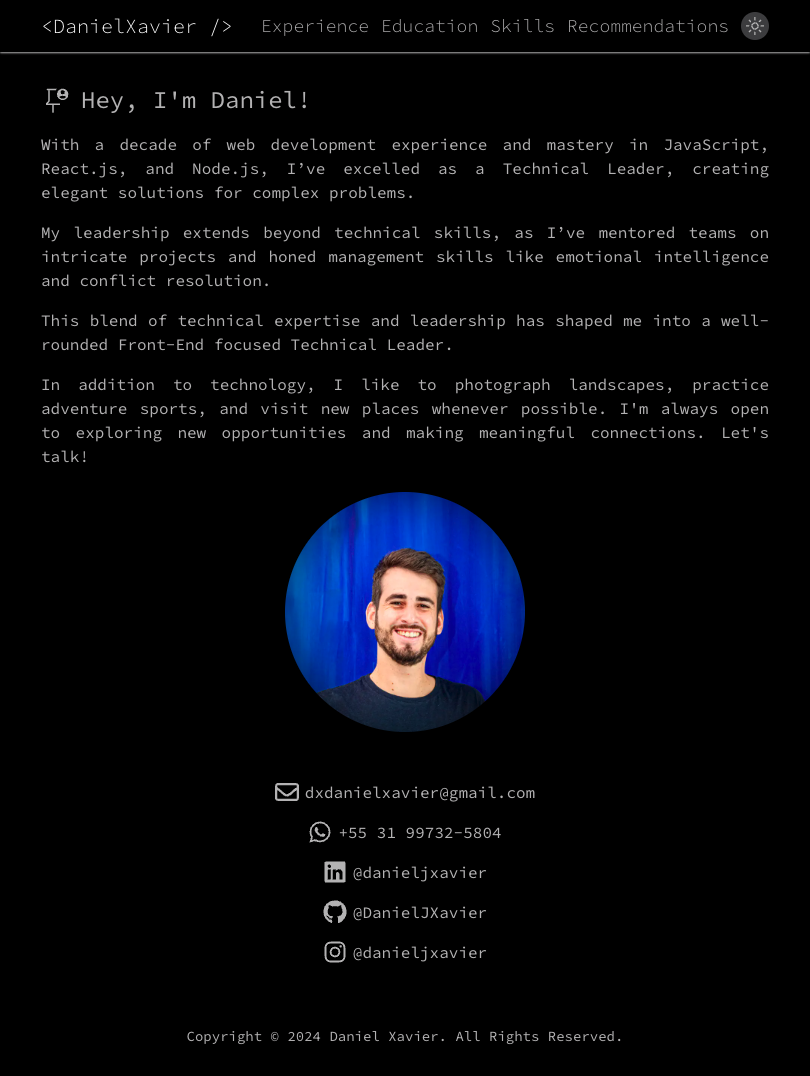 <DanielXavier />
Experience Education Skills Recommendations
Hey, I'm Daniel!
With a decade of web development experience and mastery in JavaScript,
React.js, and Node.js, I’ve excelled as a Technical Leader, creating
elegant solutions for complex problems.
My leadership extends beyond technical skills, as I’ve mentored teams on
intricate projects and honed management skills like emotional intelligence
and conflict resolution.
This blend of technical expertise and leadership has shaped me into a well-
rounded Front-End focused Technical Leader.
In addition to technology, I like to photograph landscapes, practice
adventure sports, and visit new places whenever possible. I'm always open
to exploring new opportunities and making meaningful connections. Let's
talk!
dxdanielxavier@gmail.com
+55 31 99732-5804
@danieljxavier
@DanielJXavier
@danieljxavier
Copyright © 2024 Daniel Xavier. All Rights Reserved.